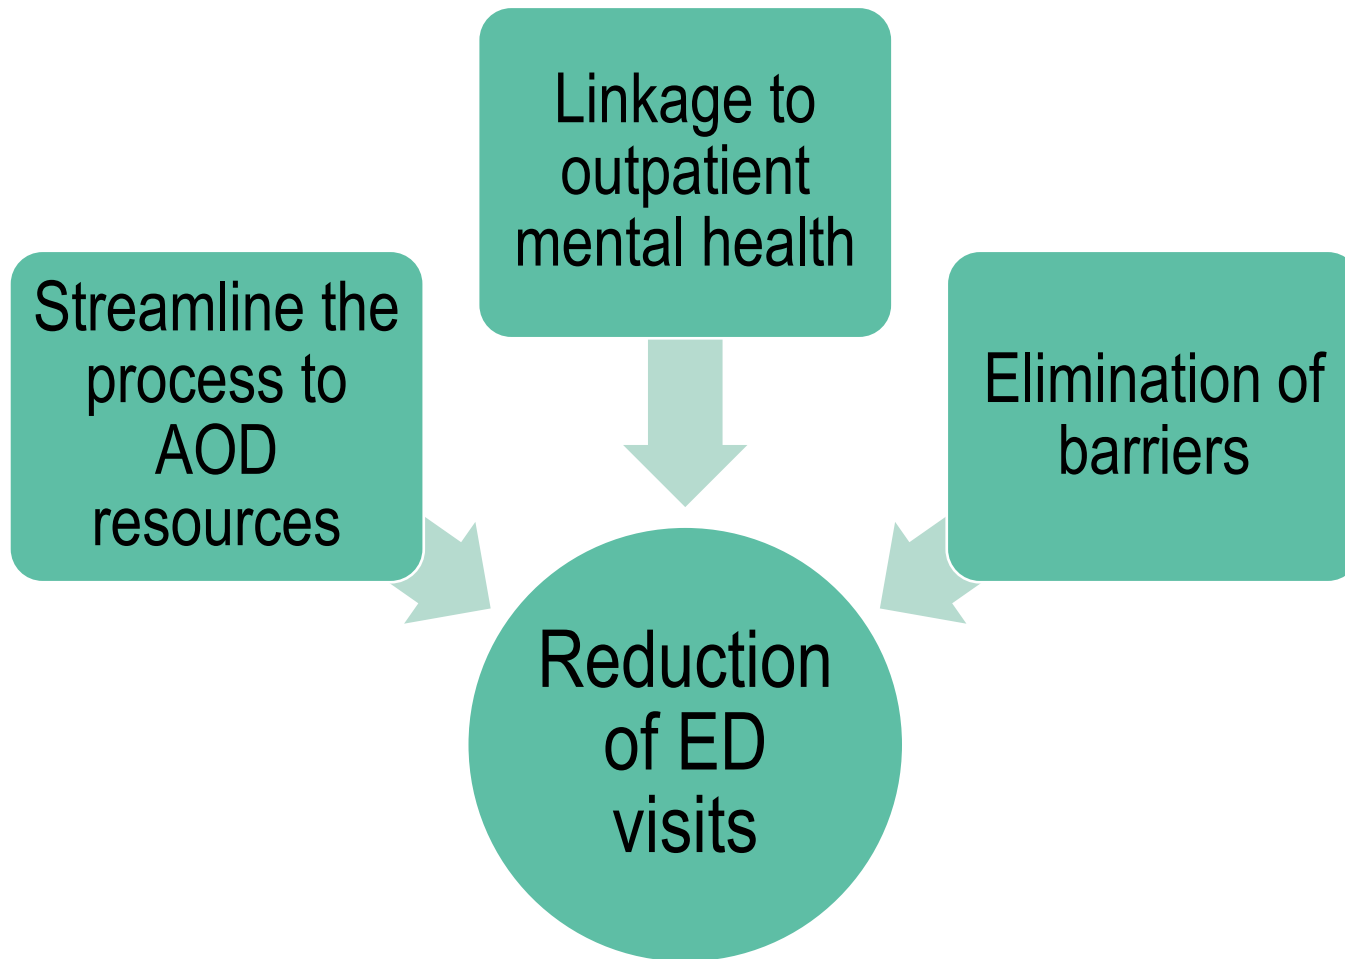 Linkage to
outpatient
mental health
Streamline the
process to
AOD
resources
Elimination of
barriers
Reduction
of ED
visits